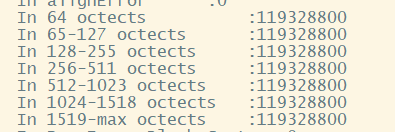 In alignError :0
In 64 octects :119328800
In 65-127 octects :119328800
In 128-255 octects :119328800
In 256-511 octects :119328800
In 512-1023 octects :119328800
In 1024-1518 octects :119328800
In 1519-max octects :119328800